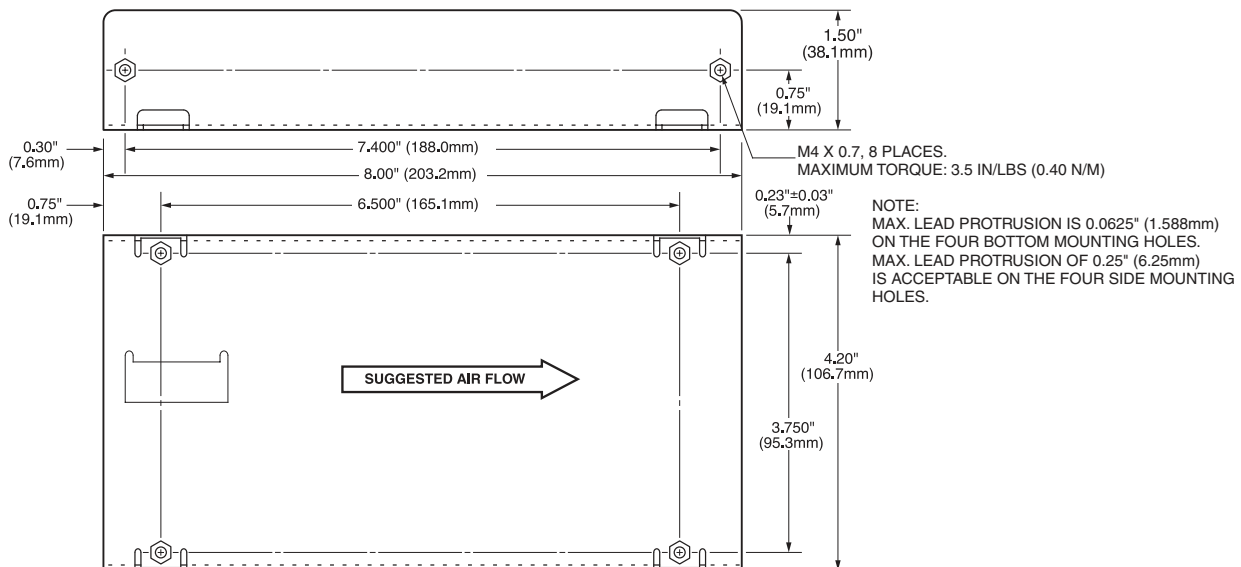 1.50"
(38.1mm)
0.75"
(19.1mm)
0.30"
(7.6mm)
7.400" (188.0mm)
M4 X 0.7, 8 PLACES.
MAXIMUM TORQUE: 3.5 IN/LBS (0.40 N/M)
8.00" (203.2mm)
0.75"
(19.1mm)
6.500" (165.1mm)
0.23"±0.03"
(5.7mm)
NOTE:
MAX. LEAD PROTRUSION IS 0.0625" (1.588mm)
ON THE FOUR BOTTOM MOUNTING HOLES.
MAX. LEAD PROTRUSION OF 0.25" (6.25mm)
IS ACCEPTABLE ON THE FOUR SIDE MOUNTING
HOLES.
SUGGESTED AIR FLOW
4.20"
(106.7mm)
3.750"
(95.3mm)